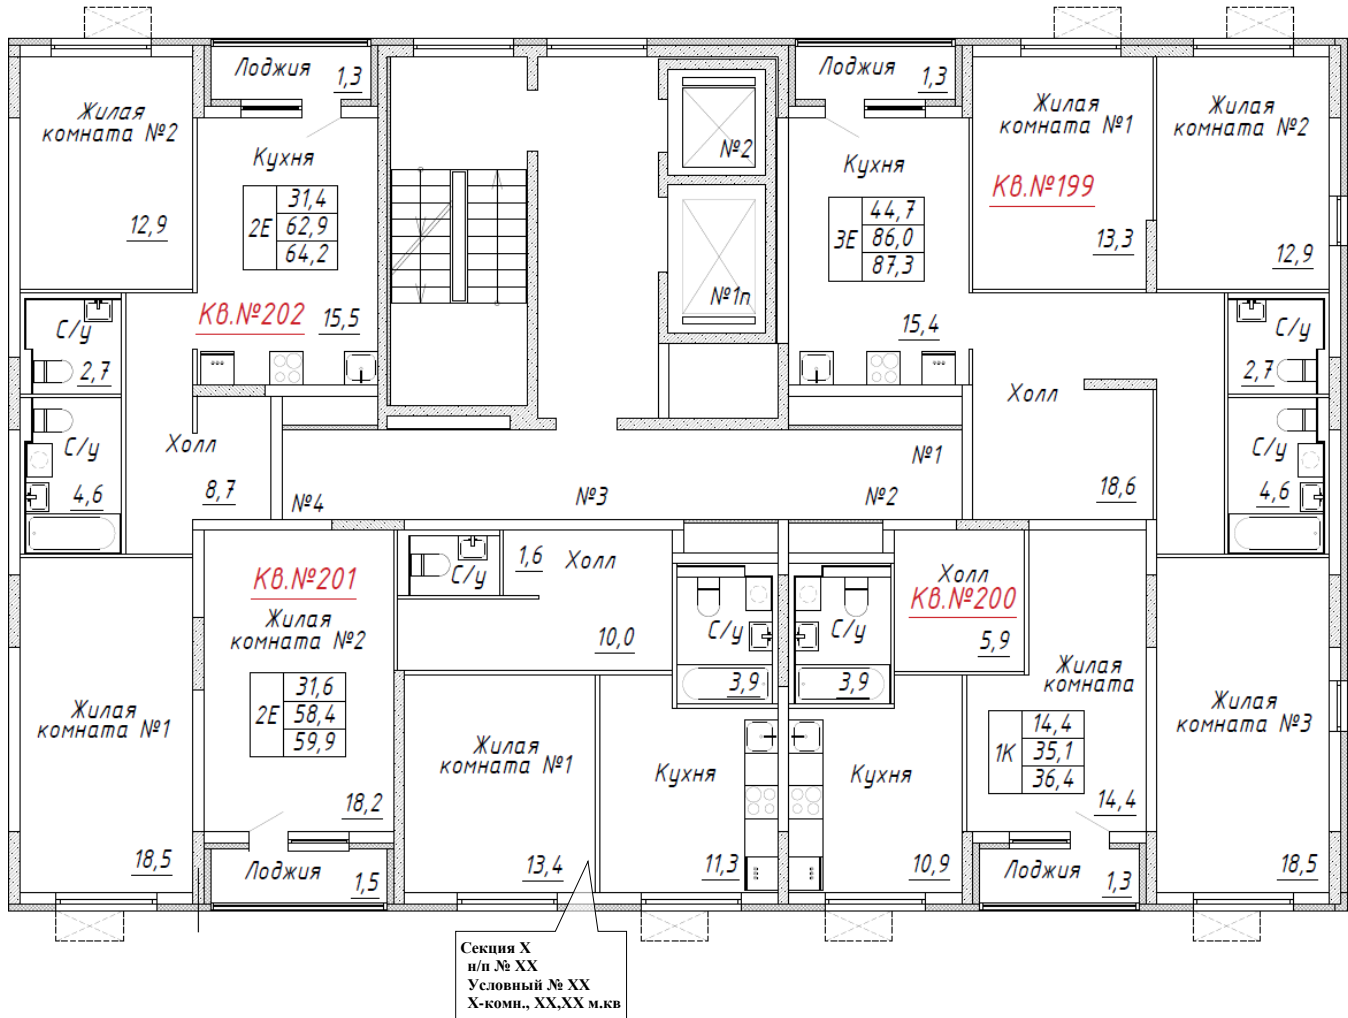 Лоджия
1,3
Жилая
комната №2
12,9
Кухня
2Е
31,4
62,9
64,2
Кв.№202
15,5
С/у
2,7
С/у
4,6
Холл
8,7
Жилая
комната №1
18,5
№2
№1п
Лоджия
1,3
Кухня
3Е
44,7
86,0
87,3
15,4
Жилая
комната №1
Кв.№199
13,3
Жилая
комната №2
12,9
С/у
2,7
С/у
4,6
Холл
18,6
Жилая
комната №3
18,5
№4
№3
№2
№1
Кв.№201
Жилая
комната №2
2Е
31,6
58,4
59,9
18,2
Лоджия
1,5
С/у
1,6
Холл
10,0
С/у
3,9
Жилая
комната №1
13,4
Кухня
11,3
С/у
3,9
Холл
Кв.№200
5,9
Жилая
комната
1К
14,4
35,1
36,4
14,4
Кухня
10,9
Лоджия
1,3
Секция X
н/п № XX
Условный № XX
X-комн., XX,XX м.кв